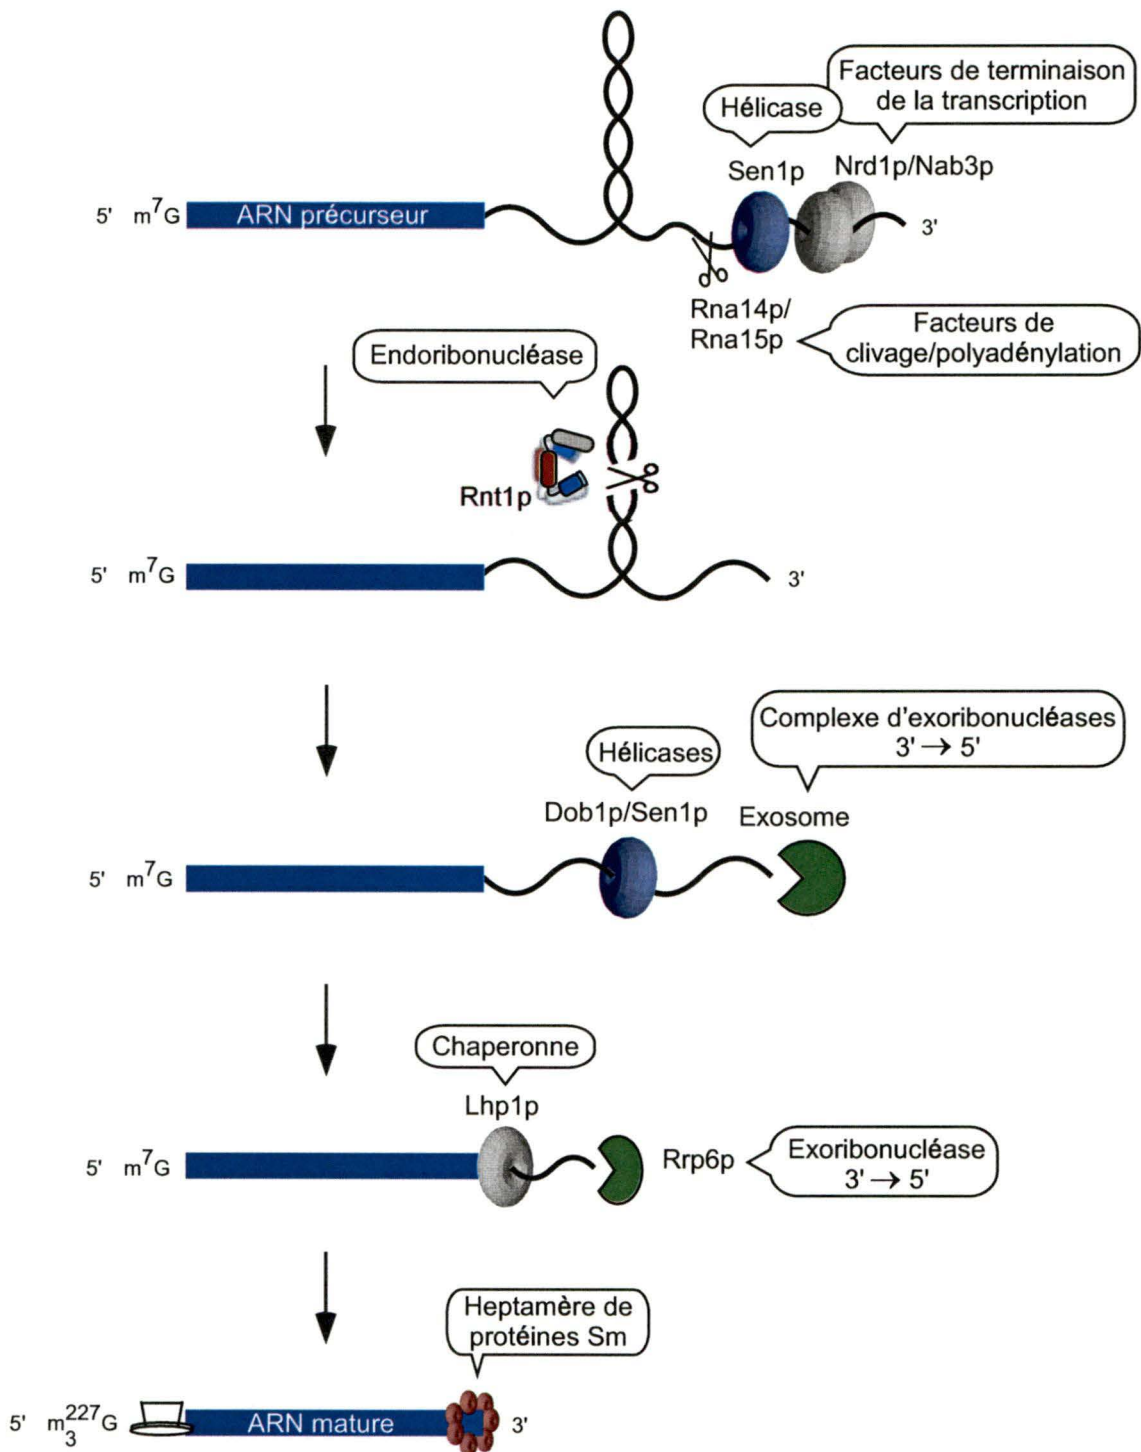 Facteurs de terminaison
de la transcription
Hélicase
Sen1p
Nrd1p/Nab3p
5' m⁷G ARN précurseur 3'
Rna14p/
Rna15p
Facteurs de
clivage/polyadénylation
Endoribonucléase
Rnt1p
5' m⁷G 3'
Complexe d'exoribonucléases
3' → 5'
Hélicases
Dob1p/Sen1p Exosome
5' m⁷G
Chaperonne
Lhp1p
5' m⁷G
Rrp6p
Exoribonucléase
3' → 5'
Heptamère de
protéines Sm
5' m₃²²⁷G ARN mature 3'